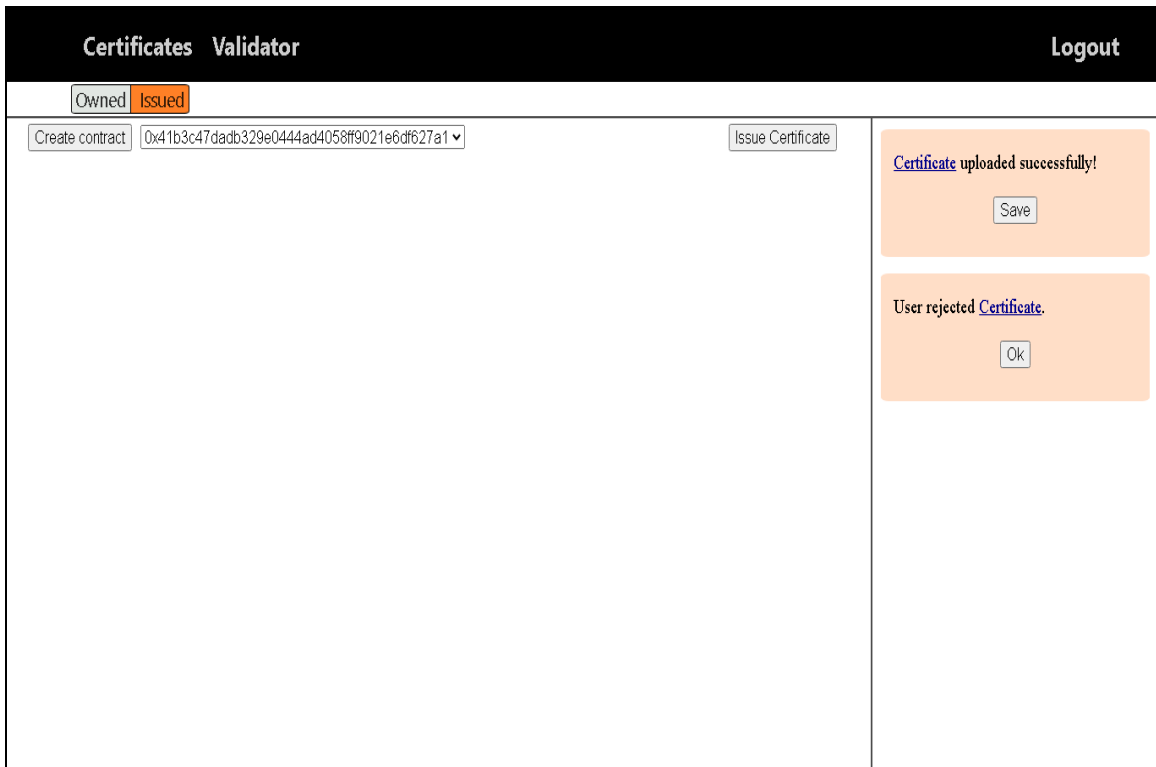 Certificates Validator Logout
Owned Issued
Create contract 0x41b3c47dadb329e0444ad4058ff9021e6df627a1 Issue Certificate
Certificate uploaded successfully!
Save
User rejected Certificate.
Ok